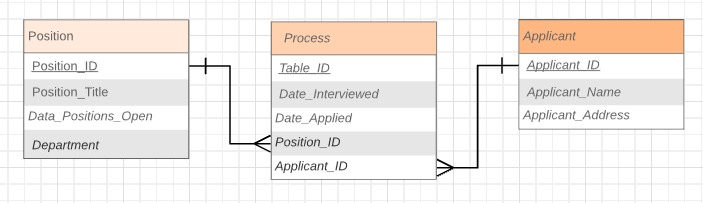 Position
Position_ID
Position_Title
Data_Positions_Open
Department
Process
Table_ID
Date_Interviewed
Date_Applied
Position_ID
Applicant_ID
Applicant
Applicant_ID
Applicant_Name
Applicant_Address